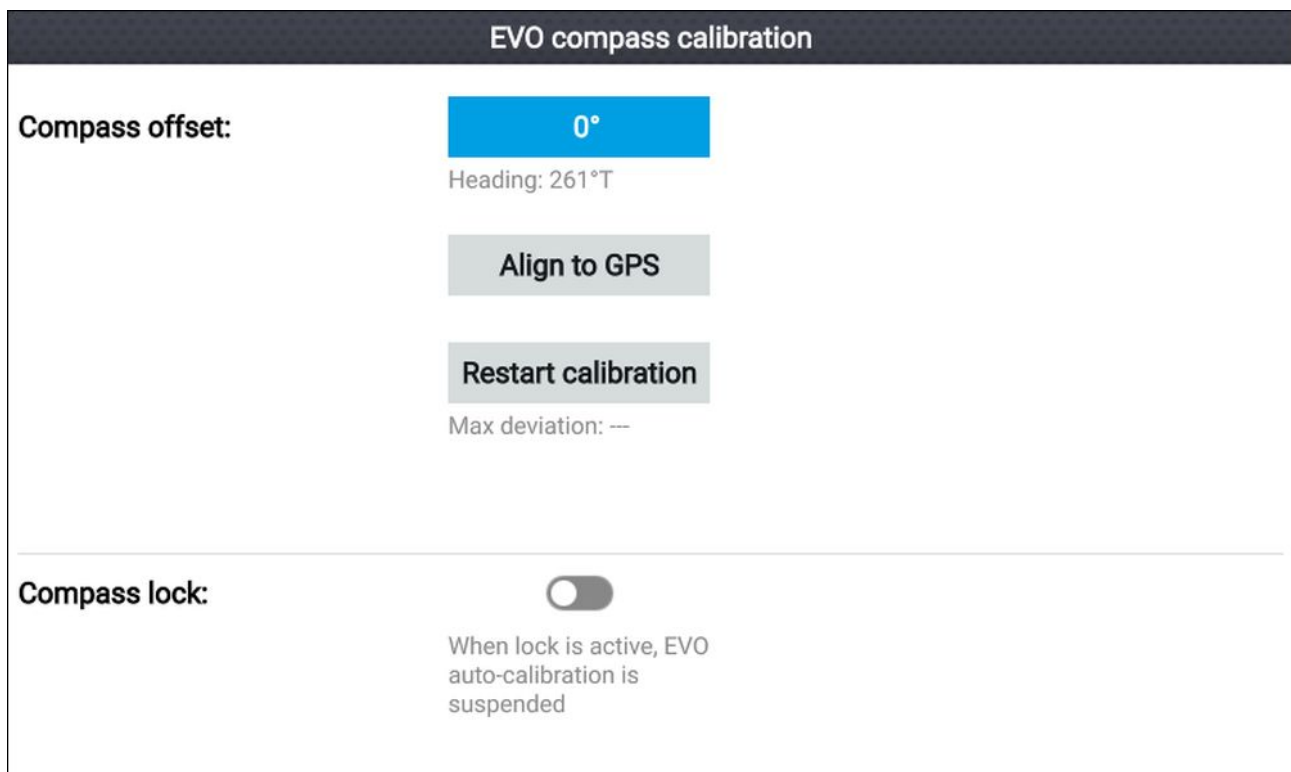 EVO compass calibration
Compass offset:
0°
Heading: 261°T
Align to GPS
Restart calibration
Max deviation: ---
Compass lock:
When lock is active, EVO
auto-calibration is
suspended